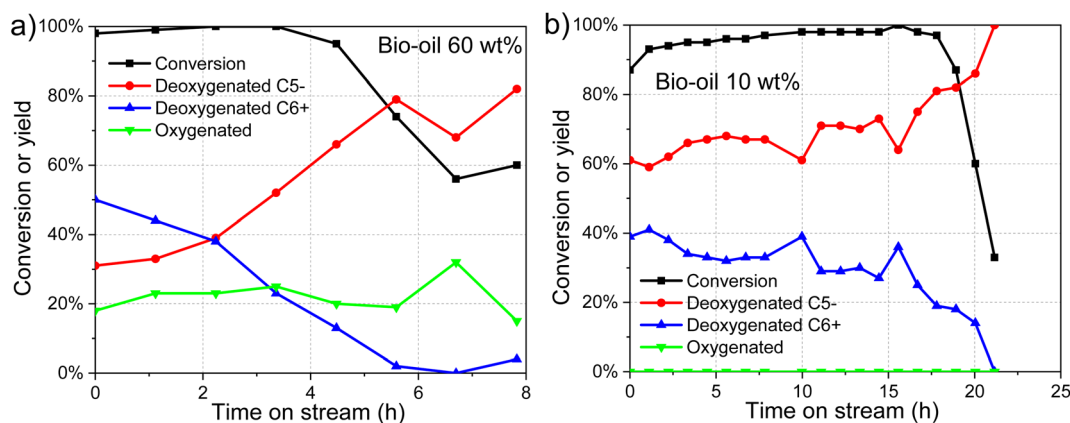 a)
Bio-oil 60 wt%
Conversion
Deoxygenated C5-
Deoxygenated C6+
Oxygenated
Conversion or yield
100%
80%
60%
40%
20%
0%
0
2
4
6
8
Time on stream (h)
b)
Bio-oil 10 wt%
Conversion
Deoxygenated C5-
Deoxygenated C6+
Oxygenated
Conversion or yield
100%
80%
60%
40%
20%
0%
0
5
10
15
20
25
Time on stream (h)